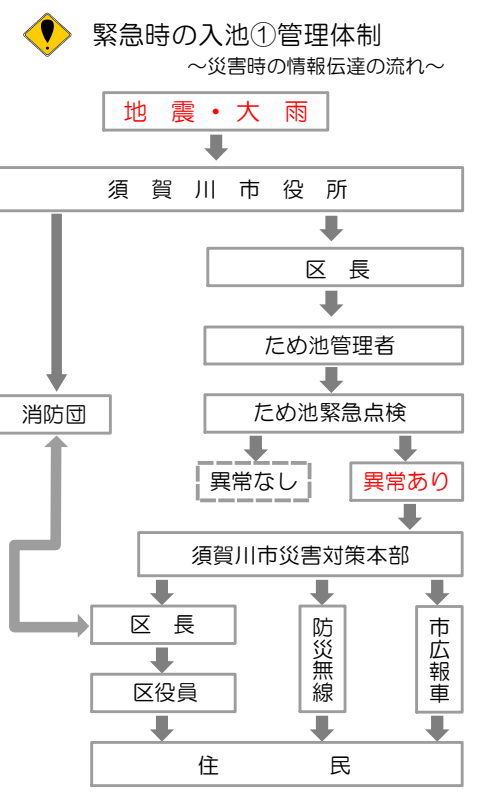 緊急時の入池①管理体制
～災害時の情報伝達の流れ～
地震・大雨
須賀川市役所
区長
ため池管理者
消防団
ため池緊急点検
異常なし
異常あり
須賀川市災害対策本部
区長
防災無線
市広報車
区役員
住民